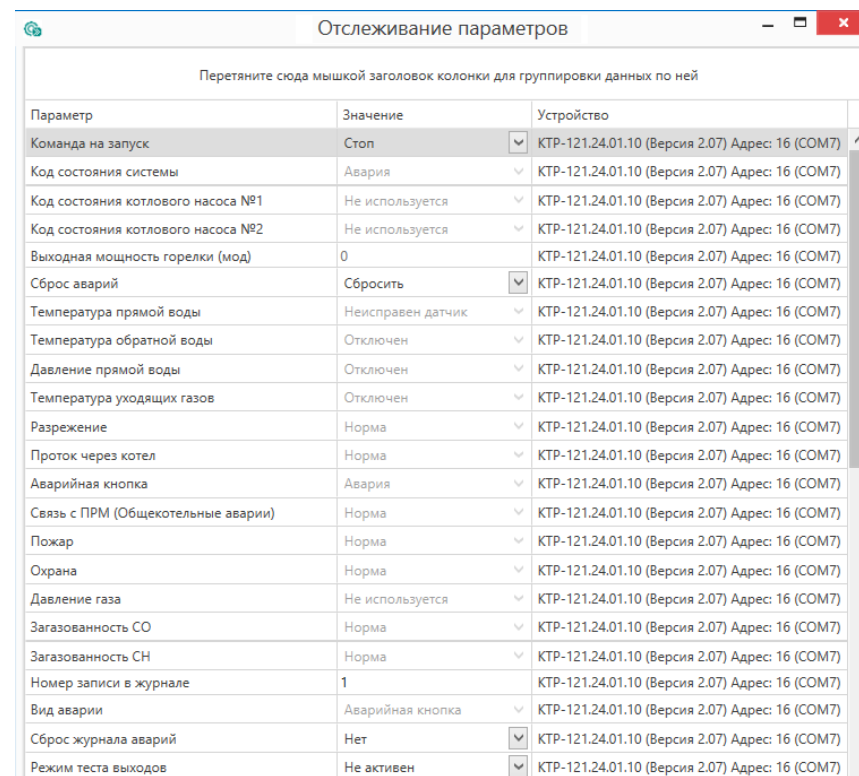 Отслеживание параметров
Перетяните сюда мышкой заголовок колонки для группировки данных по ней
Параметр Значение Устройство
Команда на запуск Стоп КТР-121.24.01.10 (Версия 2.07) Адрес: 16 (COM7)
Код состояния системы Авария КТР-121.24.01.10 (Версия 2.07) Адрес: 16 (COM7)
Код состояния котлового насоса №1 Не используется КТР-121.24.01.10 (Версия 2.07) Адрес: 16 (COM7)
Код состояния котлового насоса №2 Не используется КТР-121.24.01.10 (Версия 2.07) Адрес: 16 (COM7)
Выходная мощность горелки (мод) 0 КТР-121.24.01.10 (Версия 2.07) Адрес: 16 (COM7)
Сброс аварий Сбросить КТР-121.24.01.10 (Версия 2.07) Адрес: 16 (COM7)
Температура прямой воды Неисправен датчик КТР-121.24.01.10 (Версия 2.07) Адрес: 16 (COM7)
Температура обратной воды Отключен КТР-121.24.01.10 (Версия 2.07) Адрес: 16 (COM7)
Давление прямой воды Отключен КТР-121.24.01.10 (Версия 2.07) Адрес: 16 (COM7)
Температура уходящих газов Отключен КТР-121.24.01.10 (Версия 2.07) Адрес: 16 (COM7)
Разрежение Норма КТР-121.24.01.10 (Версия 2.07) Адрес: 16 (COM7)
Проток через котел Норма КТР-121.24.01.10 (Версия 2.07) Адрес: 16 (COM7)
Аварийная кнопка Авария КТР-121.24.01.10 (Версия 2.07) Адрес: 16 (COM7)
Связь с ПРМ (Общекотельные аварии) Норма КТР-121.24.01.10 (Версия 2.07) Адрес: 16 (COM7)
Пожар Норма КТР-121.24.01.10 (Версия 2.07) Адрес: 16 (COM7)
Охрана Норма КТР-121.24.01.10 (Версия 2.07) Адрес: 16 (COM7)
Давление газа Не используется КТР-121.24.01.10 (Версия 2.07) Адрес: 16 (COM7)
Загазованность CO Норма КТР-121.24.01.10 (Версия 2.07) Адрес: 16 (COM7)
Загазованность CH Норма КТР-121.24.01.10 (Версия 2.07) Адрес: 16 (COM7)
Номер записи в журнале 1 КТР-121.24.01.10 (Версия 2.07) Адрес: 16 (COM7)
Вид аварии Аварийная кнопка КТР-121.24.01.10 (Версия 2.07) Адрес: 16 (COM7)
Сброс журнала аварий Нет КТР-121.24.01.10 (Версия 2.07) Адрес: 16 (COM7)
Режим теста выходов Не активен КТР-121.24.01.10 (Версия 2.07) Адрес: 16 (COM7)